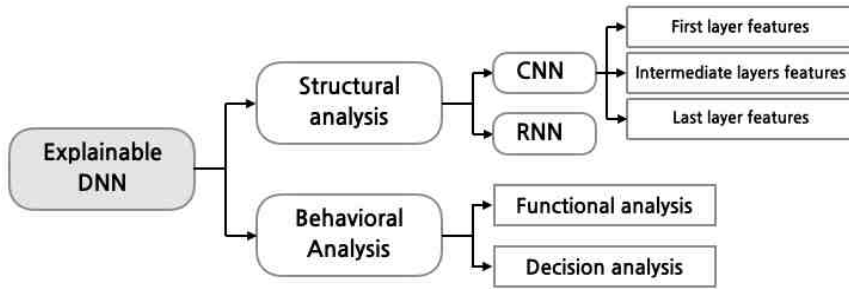 Explainable
DNN
Structural
analysis
CNN
First layer features
Intermediate layers features
Last layer features
RNN
Behavioral
Analysis
Functional analysis
Decision analysis